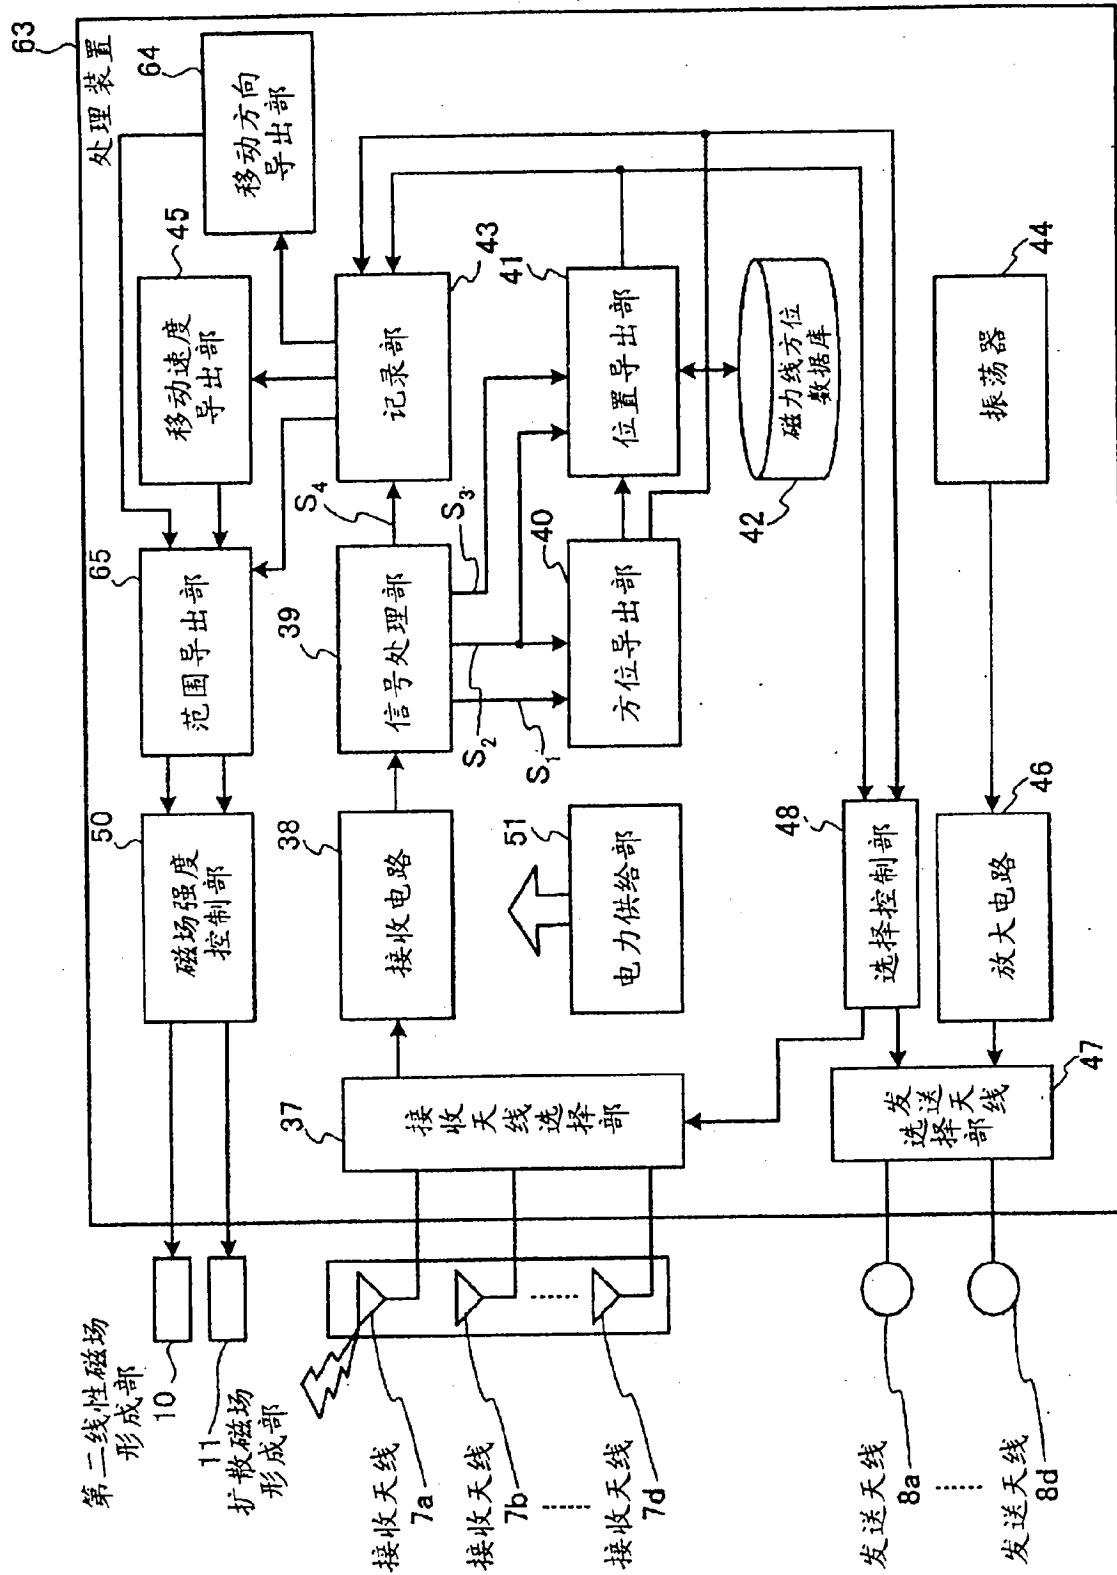 63
处理装置
64
移动方向
导出部
45
移动速度
导出部
65
范围导出部
50
磁场强度
控制部
第二线性磁场
形成部
10
11
扩散磁场
形成部
43
记录部
S4
39
信号处理部
38
接收电路
37
接收天线选择部
接收天线
7a
接收天线
7b
接收天线
7d
S3
S2
S1
41
位置导出部
40
方位导出部
51
电力供给部
42
磁力线方位
数据库
44
振荡器
46
放大电路
48
选择控制部
47
发送天线
选择部
发送天线
8a
发送天线
8d